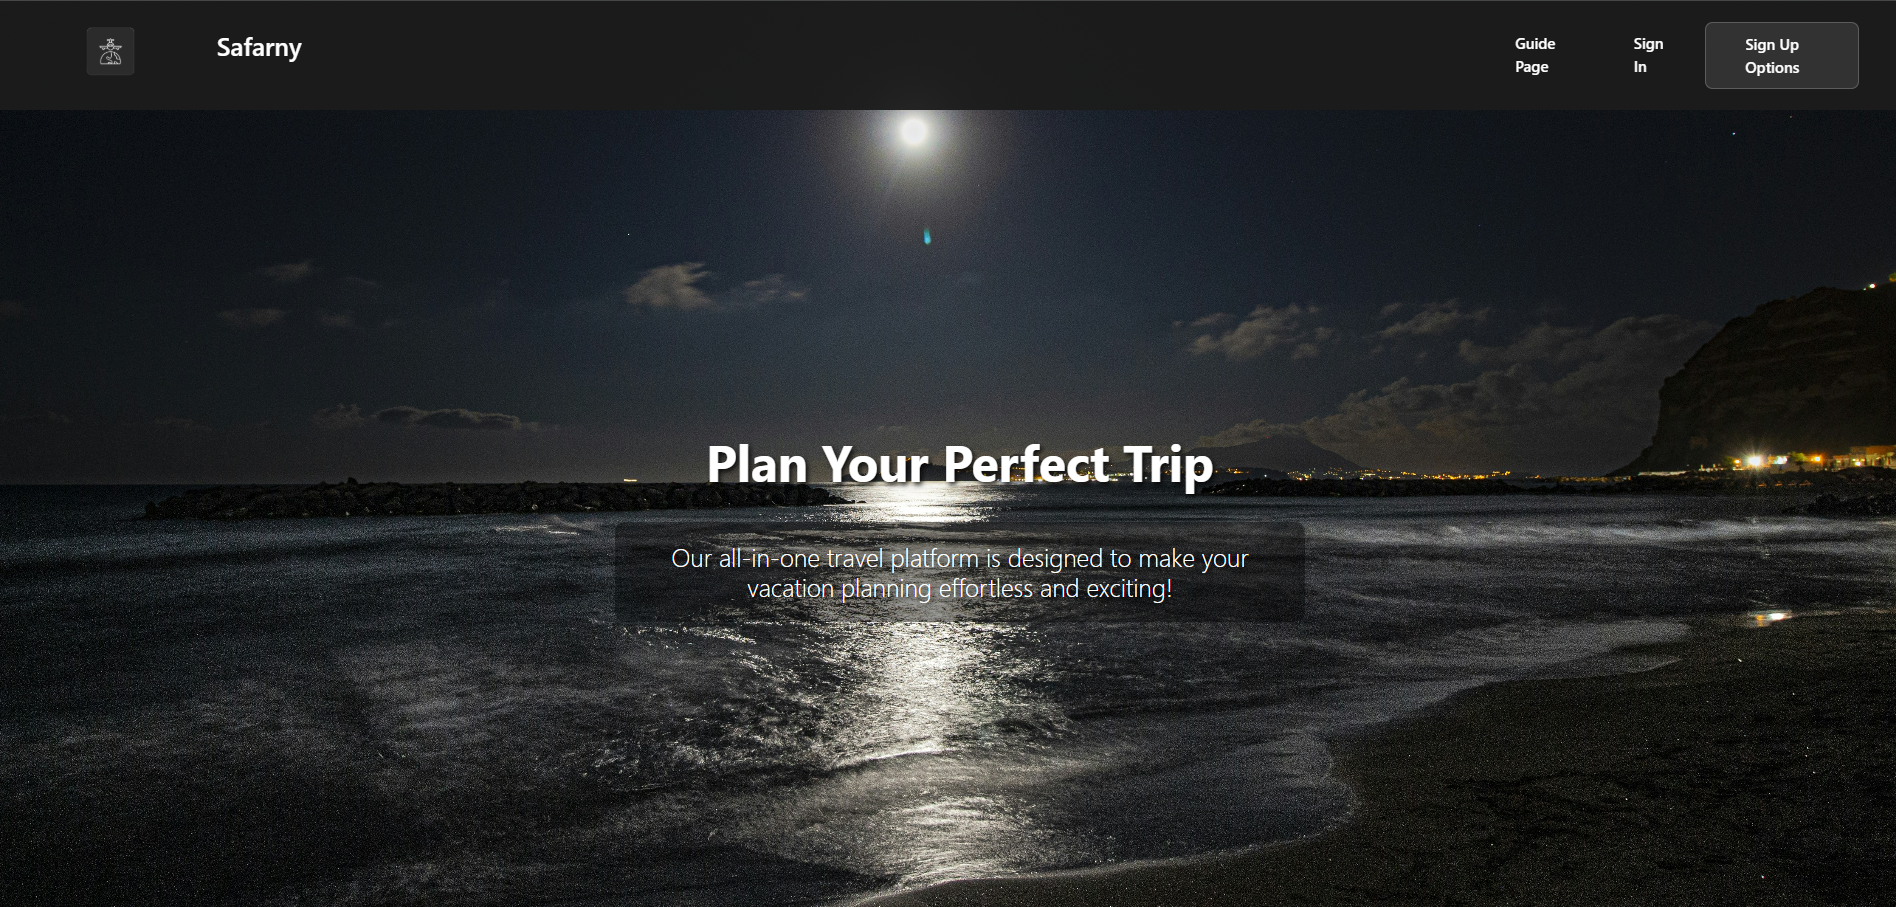 Safarny
Guide
Page
Sign
In
Sign Up
Options
Plan Your Perfect Trip
Our all-in-one travel platform is designed to make your
vacation planning effortless and exciting!